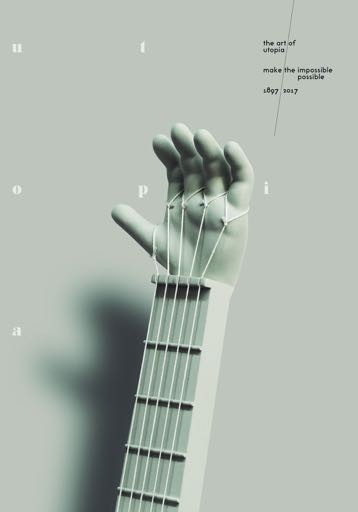 u t
the art of
utopia
make the impossible
possible
1897 2017
o p i
a